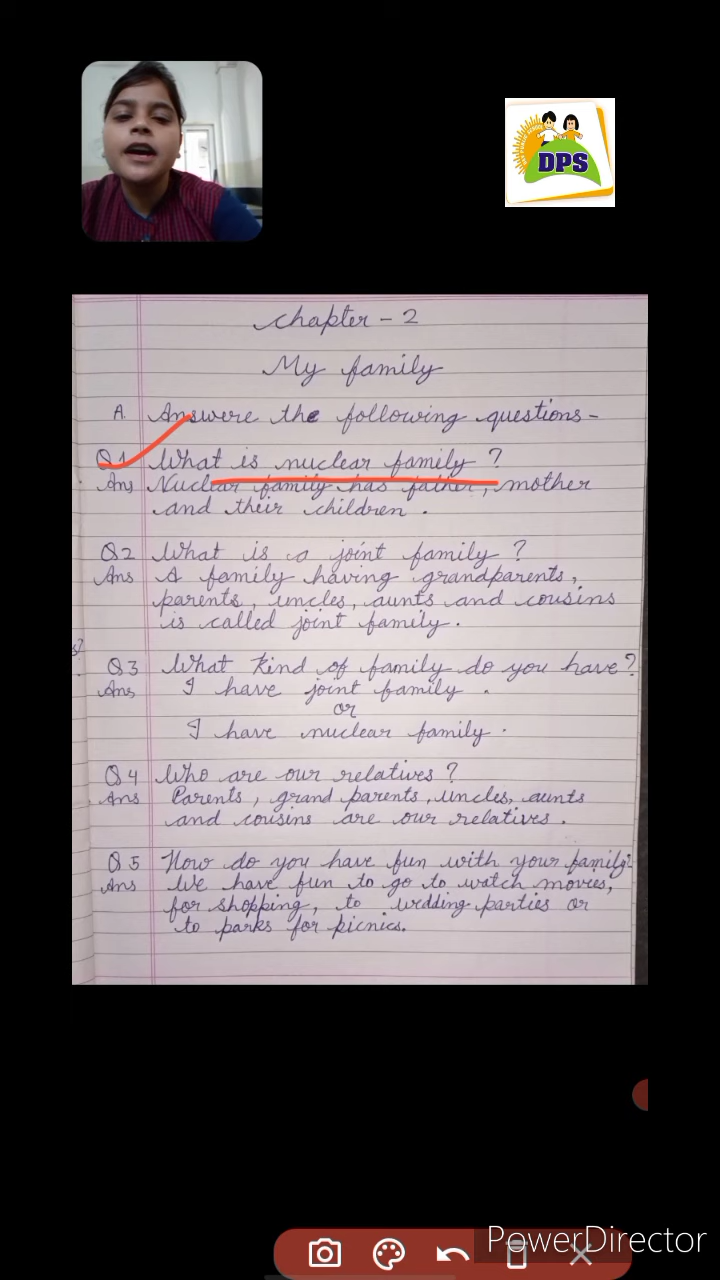 DPS
Chapter - 2
My family
A. Answere the following questions -
Q1 What is nuclear family ?
Ans Nuclear family has father, mother
and their children .
Q2 What is a joint family ?
Ans A family having grandparents,
parents, uncles, aunts and cousins
is called joint family .
s?
Q3 What kind of family do you have?
Ans I have joint family .
or
I have nuclear family .
Q4 Who are our relatives ?
Ans Parents, grand parents, uncles, aunts
and cousins are our relatives .
Q5 How do you have fun with your family?
Ans We have fun to go to watch movies,
for shopping, to wedding parties or
to parks for picnics.
PowerDirector